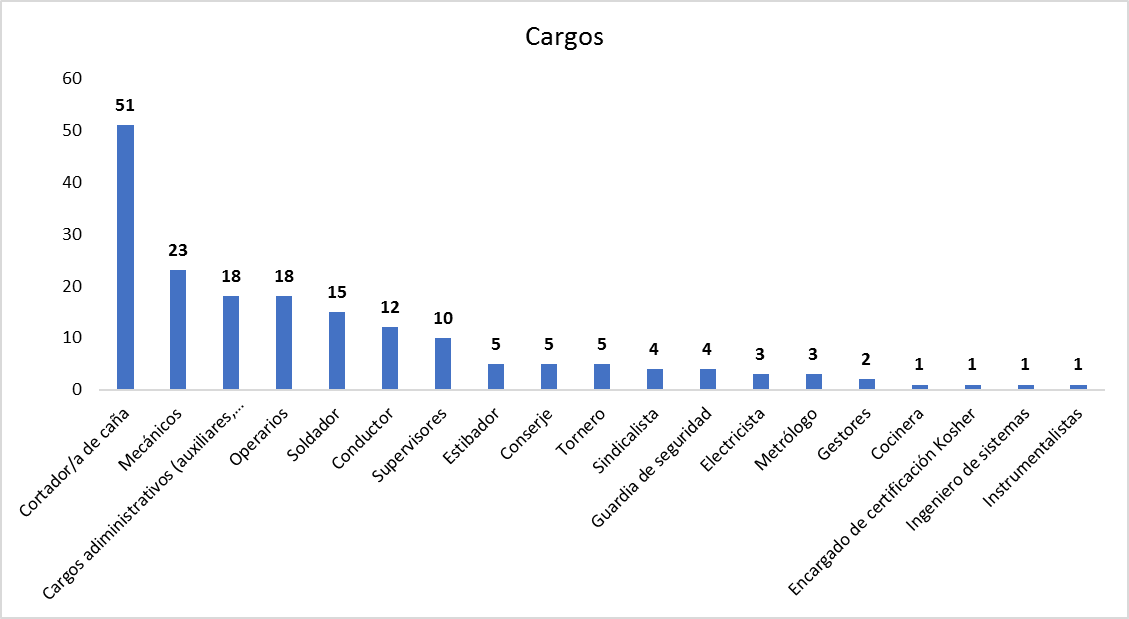 Cargos
60
50
40
30
20
10
0
51
23
18
18
15
12
10
5
5
5
4
4
3
3
2
1
1
1
1
Cortador/a de caña
Mecánicos
Cargos adiministrativos (auxiliares,...
Operarios
Soldador
Conductor
Supervisores
Estibador
Conserje
Tornero
Sindicalista
Guardia de seguridad
Electricista
Metrólogo
Gestores
Cocinera
Encargado de certificación Kosher
Ingeniero de sistemas
Instrumentalistas